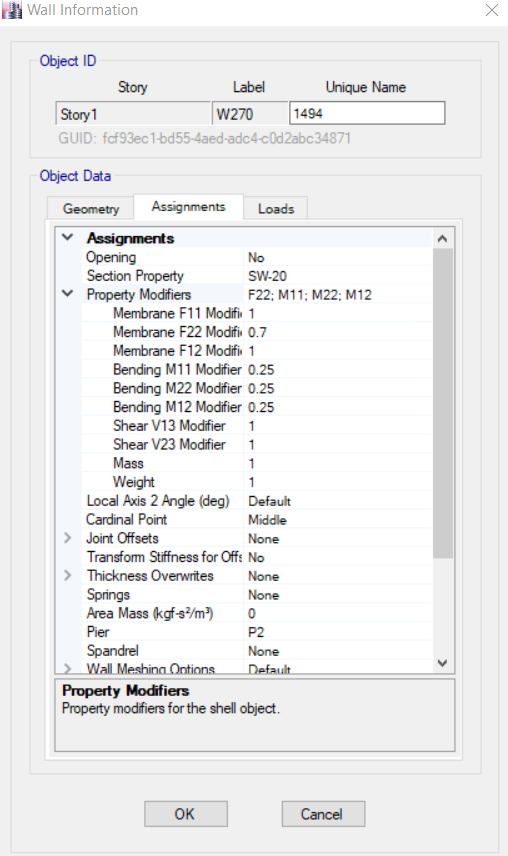 Wall Information
Object ID
Story Label Unique Name
Story1 W270 1494
GUID: fcf93ec1-bd55-4aed-adc4-c0d2abc34871
Object Data
Geometry Assignments Loads
Assignments
Opening No
Section Property SW-20
Property Modifiers F22; M11; M22; M12
Membrane F11 Modifi 1
Membrane F22 Modifi 0.7
Membrane F12 Modifi 1
Bending M11 Modifier 0.25
Bending M22 Modifier 0.25
Bending M12 Modifier 0.25
Shear V13 Modifier 1
Shear V23 Modifier 1
Mass 1
Weight 1
Local Axis 2 Angle (deg) Default
Cardinal Point Middle
Joint Offsets None
Transform Stiffness for Offs No
Thickness Overwrites None
Springs None
Area Mass (kgf-s²/m³) 0
Pier P2
Spandrel None
Wall Meshing Options Default
Property Modifiers
Property modifiers for the shell object.
OK Cancel